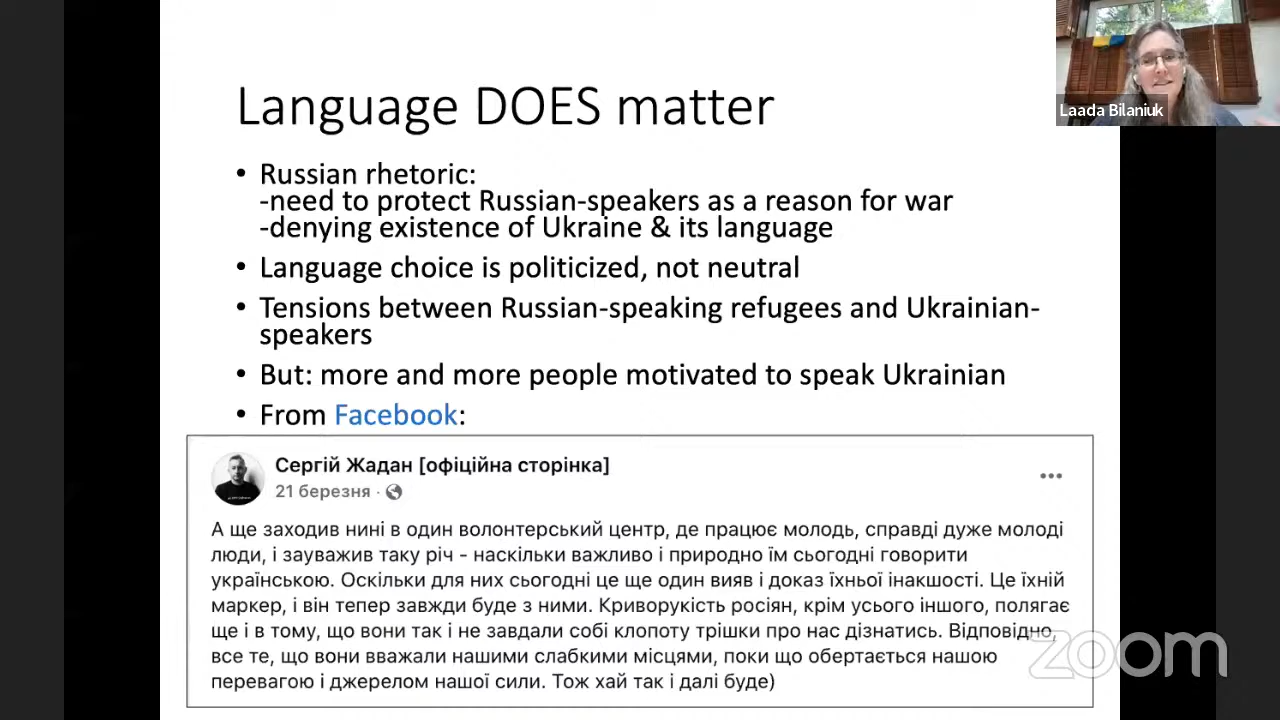 Laada Bilaniuk
Language DOES matter
• Russian rhetoric:
-need to protect Russian-speakers as a reason for war
-denying existence of Ukraine & its language
• Language choice is politicized, not neutral
• Tensions between Russian-speaking refugees and Ukrainian-
speakers
• But: more and more people motivated to speak Ukrainian
• From Facebook:
Сергій Жадан [офіційна сторінка]
21 березня ·
А ще заходив нині в один волонтерський центр, де працює молодь, справді дуже молоді
люди, і зауважив таку річ - наскільки важливо і природно їм сьогодні говорити
українською. Оскільки для них сьогодні це ще один вияв і доказ їхньої інакшості. Це їхній
маркер, і він тепер завжди буде з ними. Криворукість росіян, крім усього іншого, полягає
ще і в тому, що вони так і не завдали собі клопоту трішки про нас дізнатись. Відповідно,
все те, що вони вважали нашими слабкими місцями, поки що обертається нашою
перевагою і джерелом нашої сили. Тож хай так і далі буде)
zoom